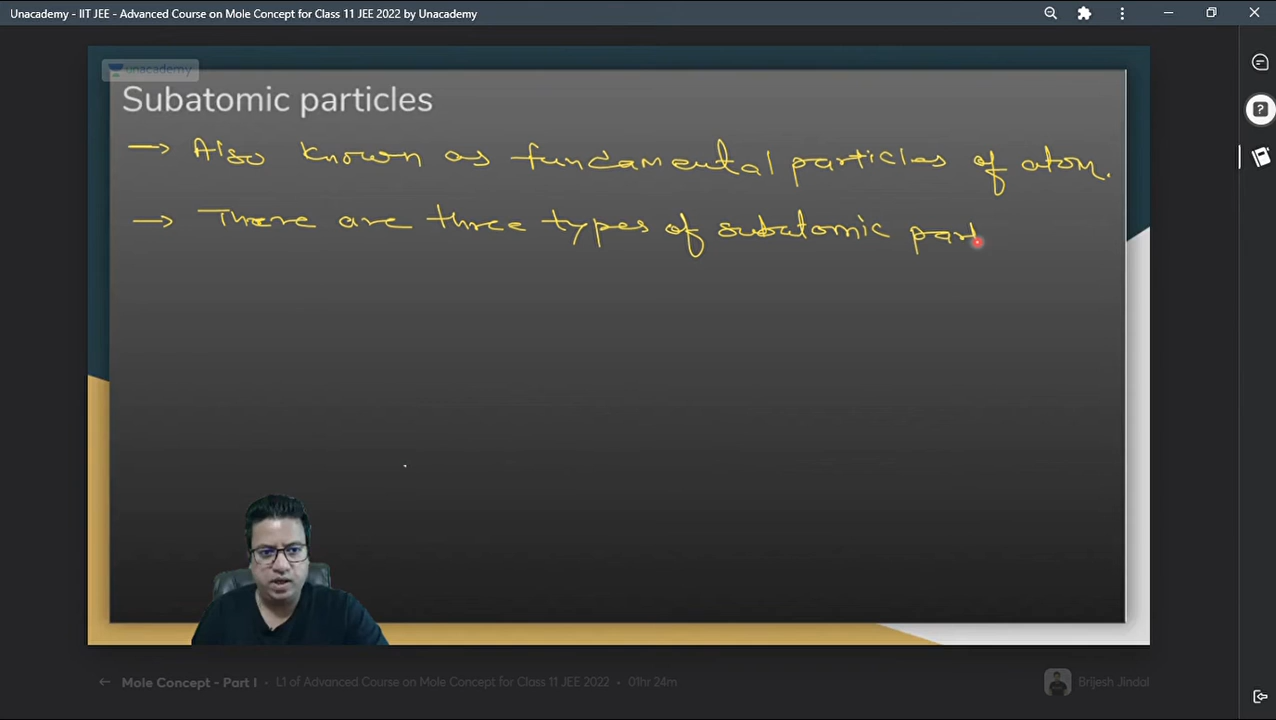 Unacademy - IIT JEE - Advanced Course on Mole Concept for Class 11 JEE 2022 by Unacademy
unacademy
Subatomic particles
→ Also known as fundamental particles of atom.
→ There are three types of subatomic part
← Mole Concept - Part I • L1 of Advanced Course on Mole Concept for Class 11 JEE 2022 • 01hr 24m
Brijesh Jindal